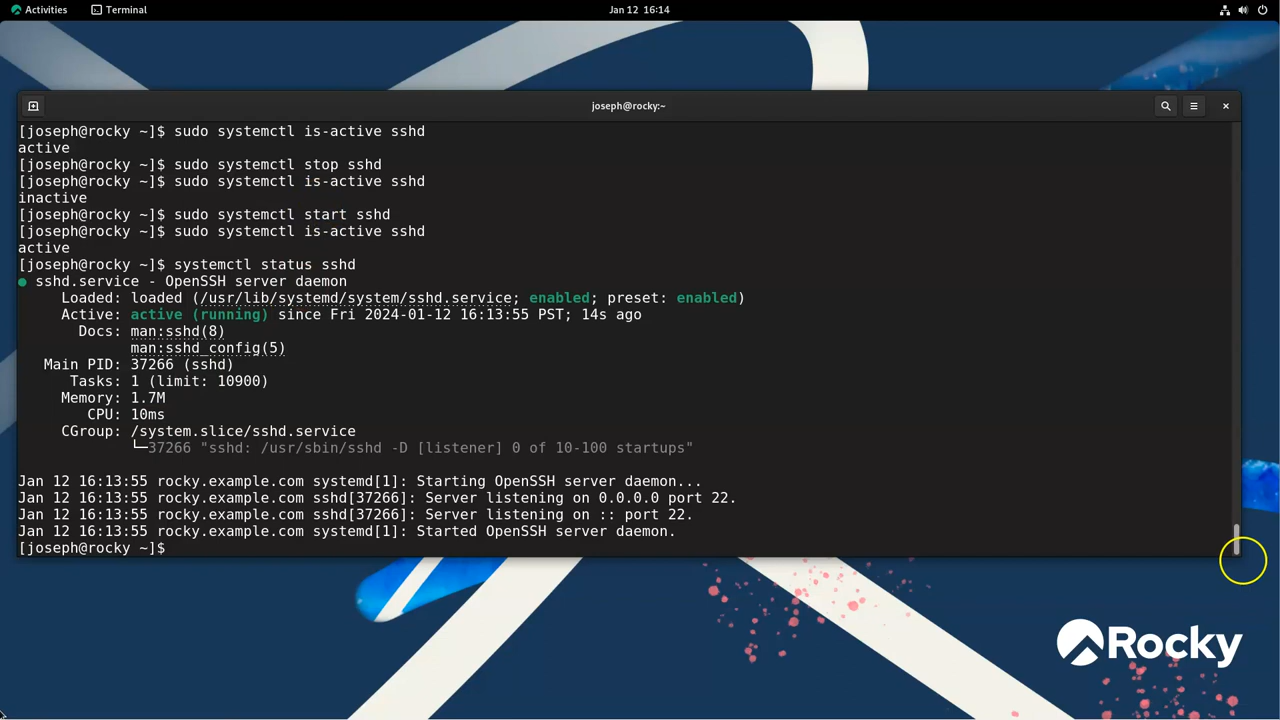 Activities Terminal Jan 12 16:14
joseph@rocky:~
[joseph@rocky ~]$ sudo systemctl is-active sshd
active
[joseph@rocky ~]$ sudo systemctl stop sshd
[joseph@rocky ~]$ sudo systemctl is-active sshd
inactive
[joseph@rocky ~]$ sudo systemctl start sshd
[joseph@rocky ~]$ sudo systemctl is-active sshd
active
[joseph@rocky ~]$ systemctl status sshd
● sshd.service - OpenSSH server daemon
     Loaded: loaded (/usr/lib/systemd/system/sshd.service; enabled; preset: enabled)
     Active: active (running) since Fri 2024-01-12 16:13:55 PST; 14s ago
       Docs: man:sshd(8)
             man:sshd_config(5)
   Main PID: 37266 (sshd)
      Tasks: 1 (limit: 10900)
     Memory: 1.7M
        CPU: 10ms
     CGroup: /system.slice/sshd.service
             └─37266 "sshd: /usr/sbin/sshd -D [listener] 0 of 10-100 startups"
Jan 12 16:13:55 rocky.example.com systemd[1]: Starting OpenSSH server daemon...
Jan 12 16:13:55 rocky.example.com sshd[37266]: Server listening on 0.0.0.0 port 22.
Jan 12 16:13:55 rocky.example.com sshd[37266]: Server listening on :: port 22.
Jan 12 16:13:55 rocky.example.com systemd[1]: Started OpenSSH server daemon.
[joseph@rocky ~]$
Rocky